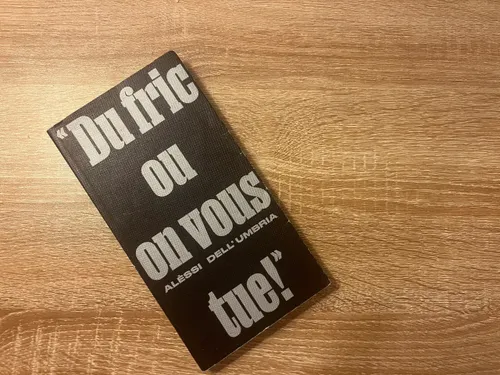 “Du fric
ou
on vous
ALÈSSI DELL'UMBRIA
tue!”